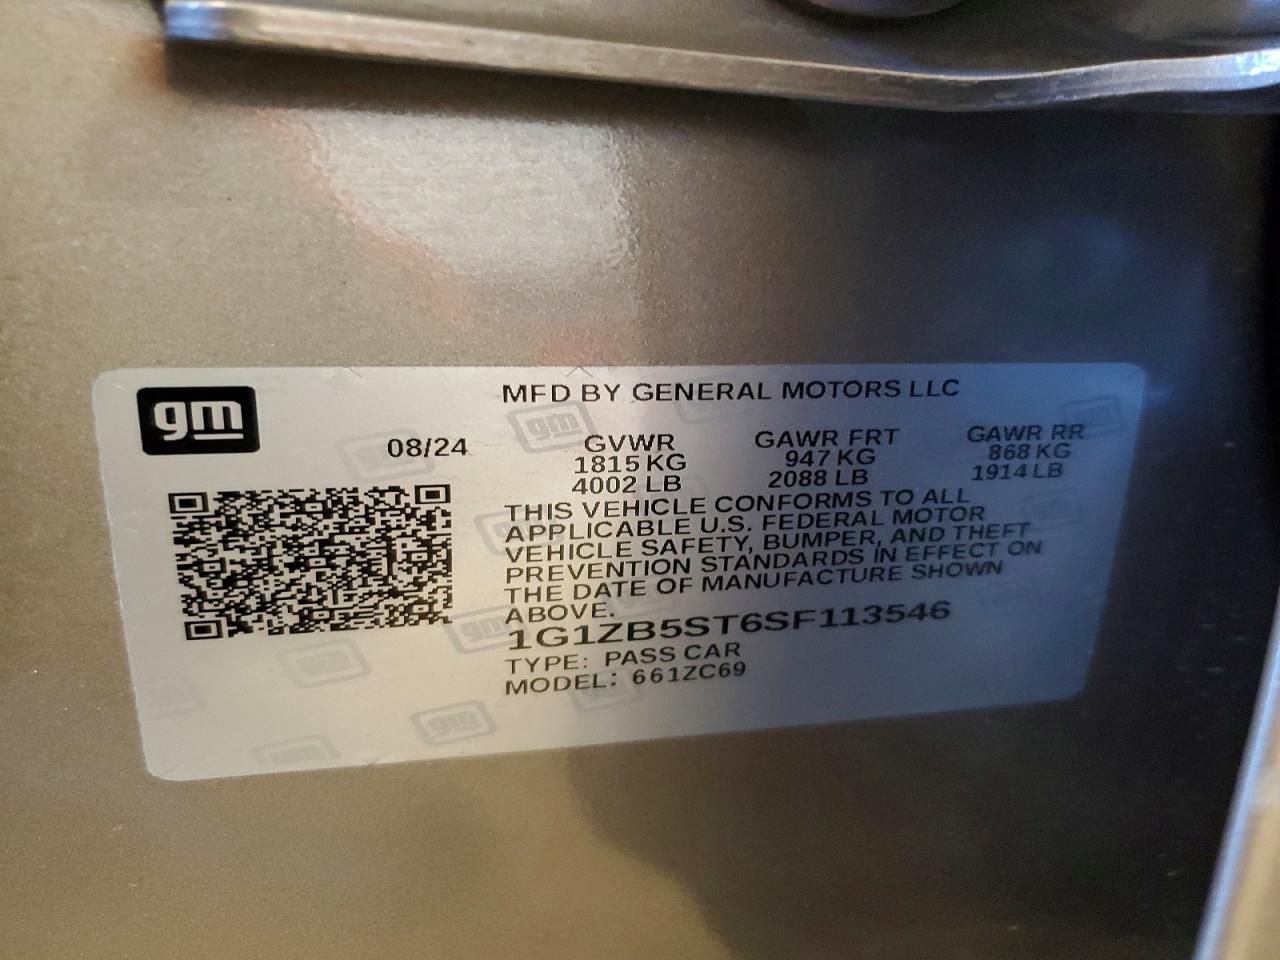 gm
MFD BY GENERAL MOTORS LLC
08/24
GVWR GAWR FRT GAWR RR
1815 KG 947 KG 868 KG
4002 LB 2088 LB 1914 LB
THIS VEHICLE CONFORMS TO ALL
APPLICABLE U.S. FEDERAL MOTOR
VEHICLE SAFETY, BUMPER, AND THEFT
PREVENTION STANDARDS IN EFFECT ON
THE DATE OF MANUFACTURE SHOWN
ABOVE.
1G1ZB5ST6SF113546
TYPE: PASS CAR
MODEL: 661ZC69